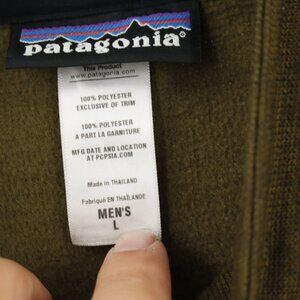 patagonia®
This Product
www.patagonia.com
100% POLYESTER
EXCLUSIVE OF TRIM
100% POLYESTER
A PART LA GARNITURE
MFG DATE AND LOCATION
AT PCPSIA.COM
Made in THAILAND
Fabriqué EN THAÏLANDE
MEN'S
L